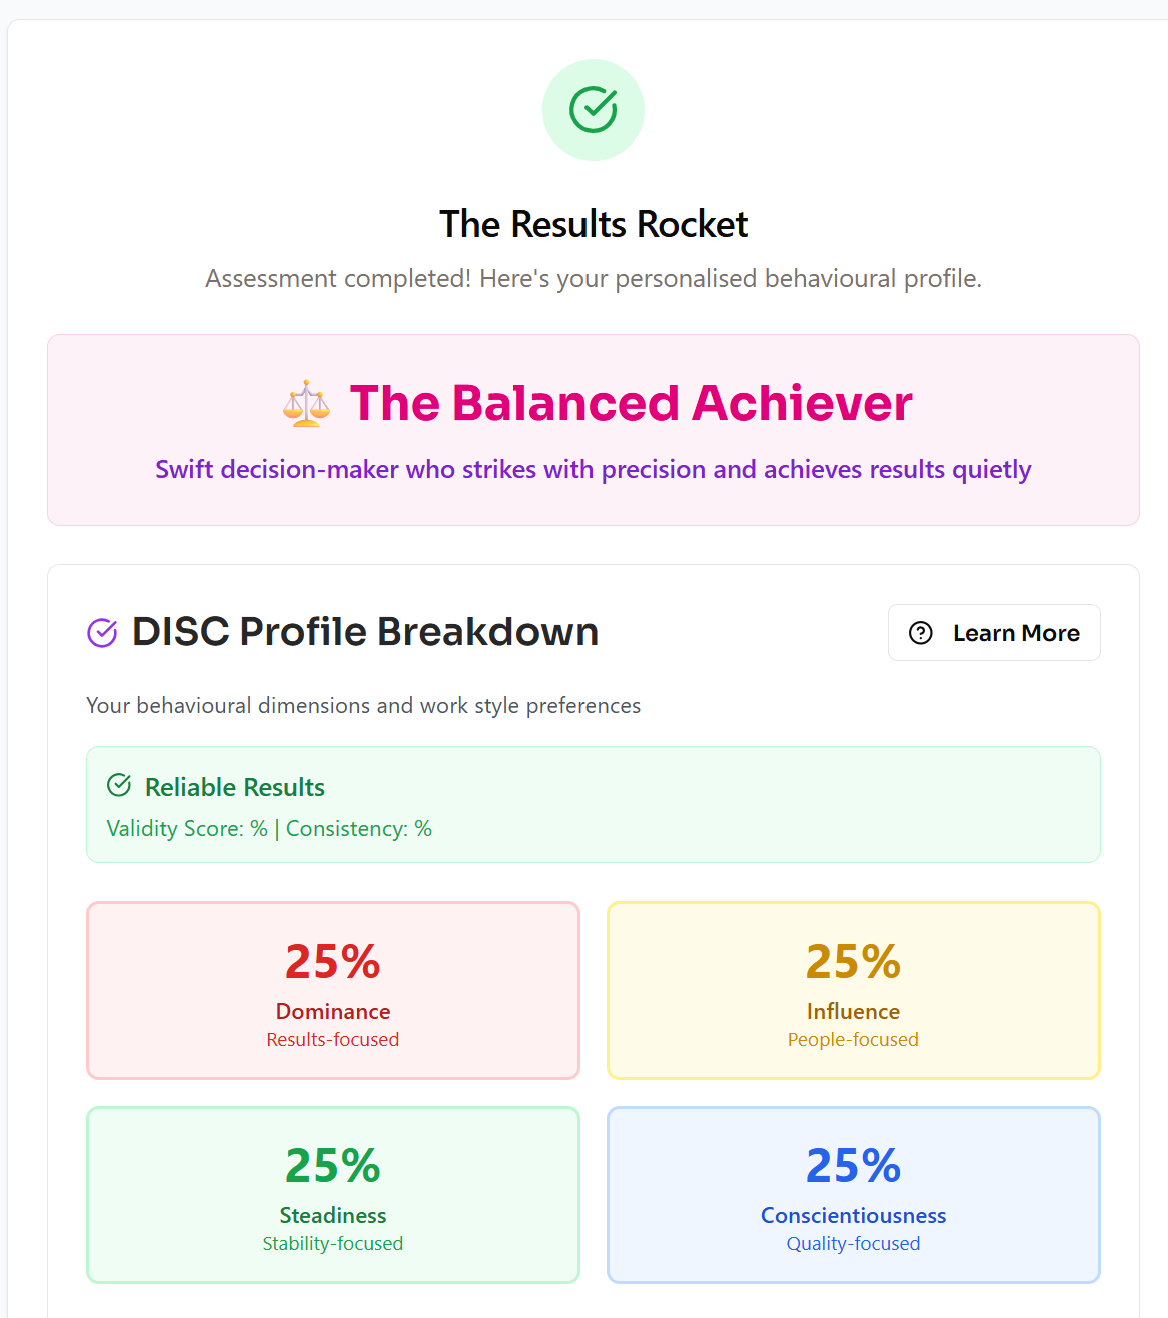 The Results Rocket
Assessment completed! Here's your personalised behavioural profile.
The Balanced Achiever
Swift decision-maker who strikes with precision and achieves results quietly
DISC Profile Breakdown
Learn More
Your behavioural dimensions and work style preferences
Reliable Results
Validity Score: % | Consistency: %
25%
Dominance
Results-focused
25%
Influence
People-focused
25%
Steadiness
Stability-focused
25%
Conscientiousness
Quality-focused